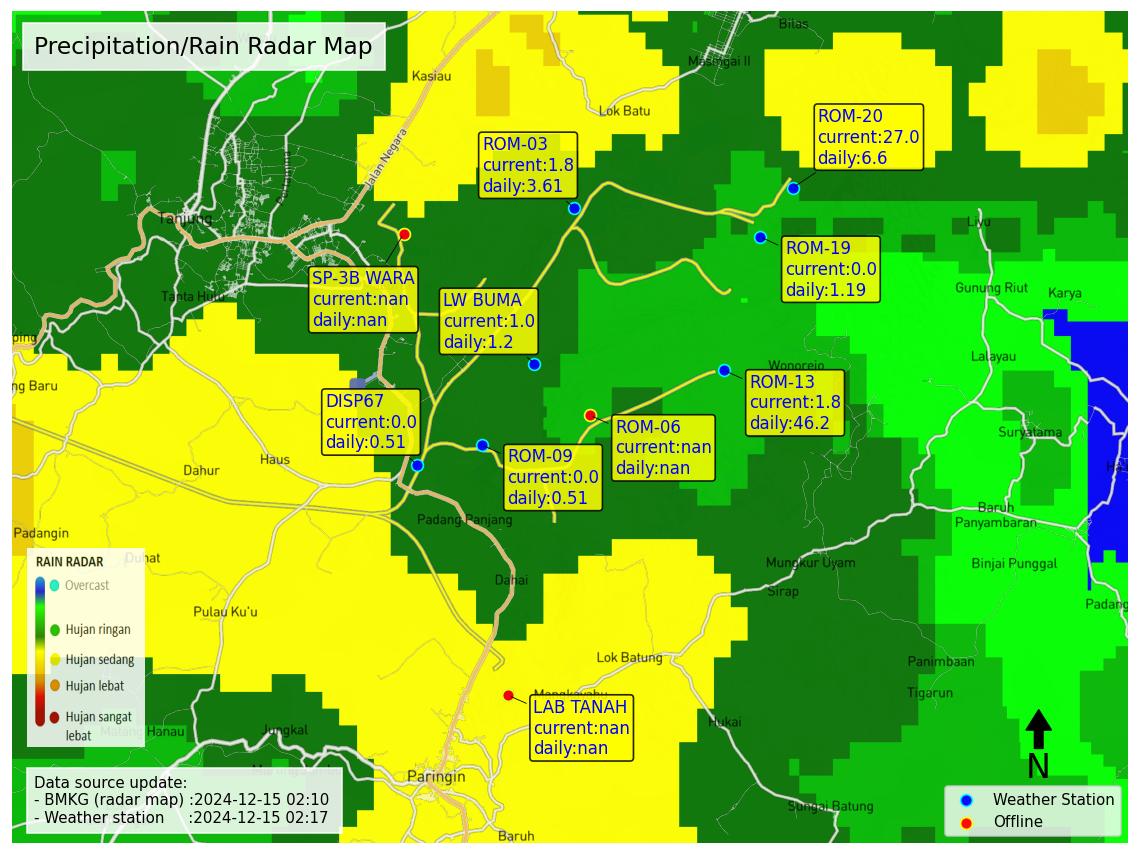 Precipitation/Rain Radar Map
Bilas
Masingai II
Kasiau
Lok Batu
Jalan Negara
ROM-20
current:27.0
daily:6.6
ROM-03
current:1.8
daily:3.61
Tanjung
Liyu
ROM-19
current:0.0
daily:1.19
SP-3B WARA
current:nan
daily:nan
LW BUMA
current:1.0
daily:1.2
Tanta Hulu
Gunung Riut
Karya
ping
Lalayau
Wonorejo
ng Baru
ROM-13
current:1.8
daily:46.2
DISP67
current:0.0
daily:0.51
ROM-06
current:nan
daily:nan
Suryatama
ROM-09
current:0.0
daily:0.51
Haus
Dahur
Baruh
Panyambaran
Padang Panjang
Padangin
Duhat
Mungkur Uyam
Binjai Punggal
Dahai
Sirap
Padang
Pulau Ku'u
RAIN RADAR
Overcast
Hujan ringan
Hujan sedang
Hujan lebat
Hujan sangat
lebat
Lok Batung
Panimbaan
Tigarun
LAB TANAH
current:nan
daily:nan
Hukai
Jungkal
Manau
Paringin
N
Sungai Batung
Baruh
Data source update:
- BMKG (radar map) :2024-12-15 02:10
- Weather station :2024-12-15 02:17
Weather Station
Offline